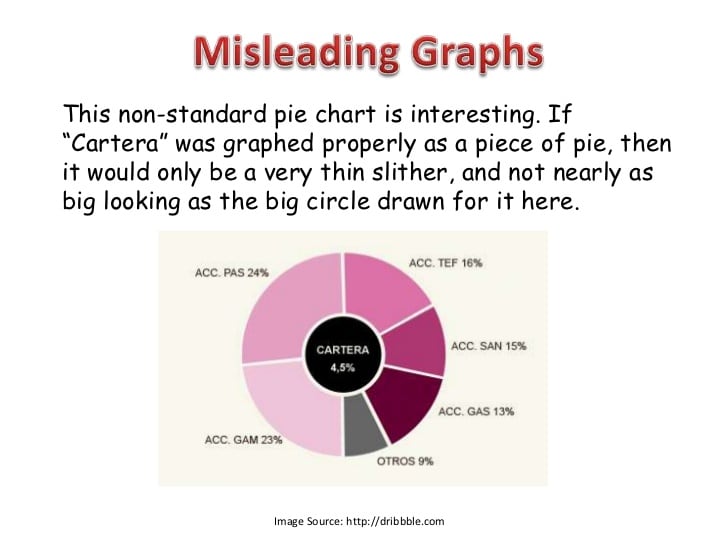 Misleading Graphs
This non-standard pie chart is interesting. If
“Cartera” was graphed properly as a piece of pie, then
it would only be a very thin slither, and not nearly as
big looking as the big circle drawn for it here.
ACC. TEF 16%
ACC. PAS 24%
CARTERA
4,5%
ACC. SAN 15%
ACC. GAS 13%
ACC. GAM 23%
OTROS 9%
Image Source: http://dribbble.com